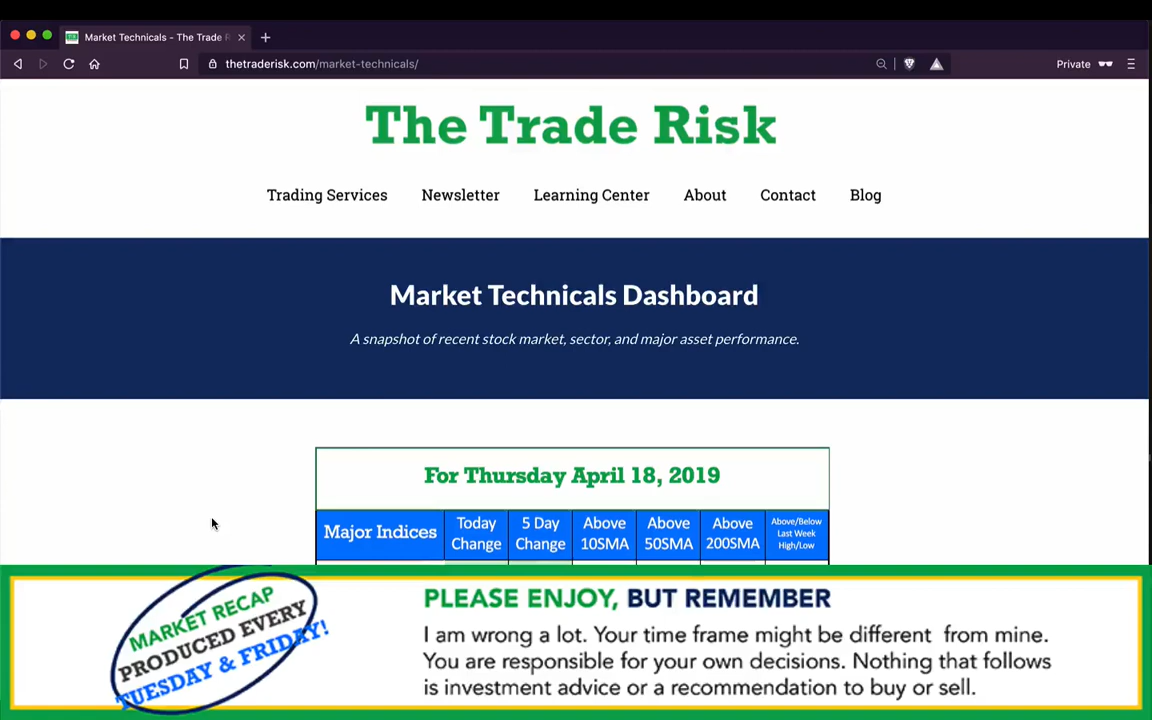 Market Technicals - The Trade R
thetraderisk.com/market-technicals/
Private
The Trade Risk
Trading Services Newsletter Learning Center About Contact Blog
Market Technicals Dashboard
A snapshot of recent stock market, sector, and major asset performance.
For Thursday April 18, 2019
Major Indices
Today
Change
5 Day
Change
Above
10SMA
Above
50SMA
Above
200SMA
Above/Below
Last Week
High/Low
MARKET RECAP
PRODUCED EVERY
TUESDAY & FRIDAY!
PLEASE ENJOY, BUT REMEMBER
I am wrong a lot. Your time frame might be different from mine.
You are responsible for your own decisions. Nothing that follows
is investment advice or a recommendation to buy or sell.